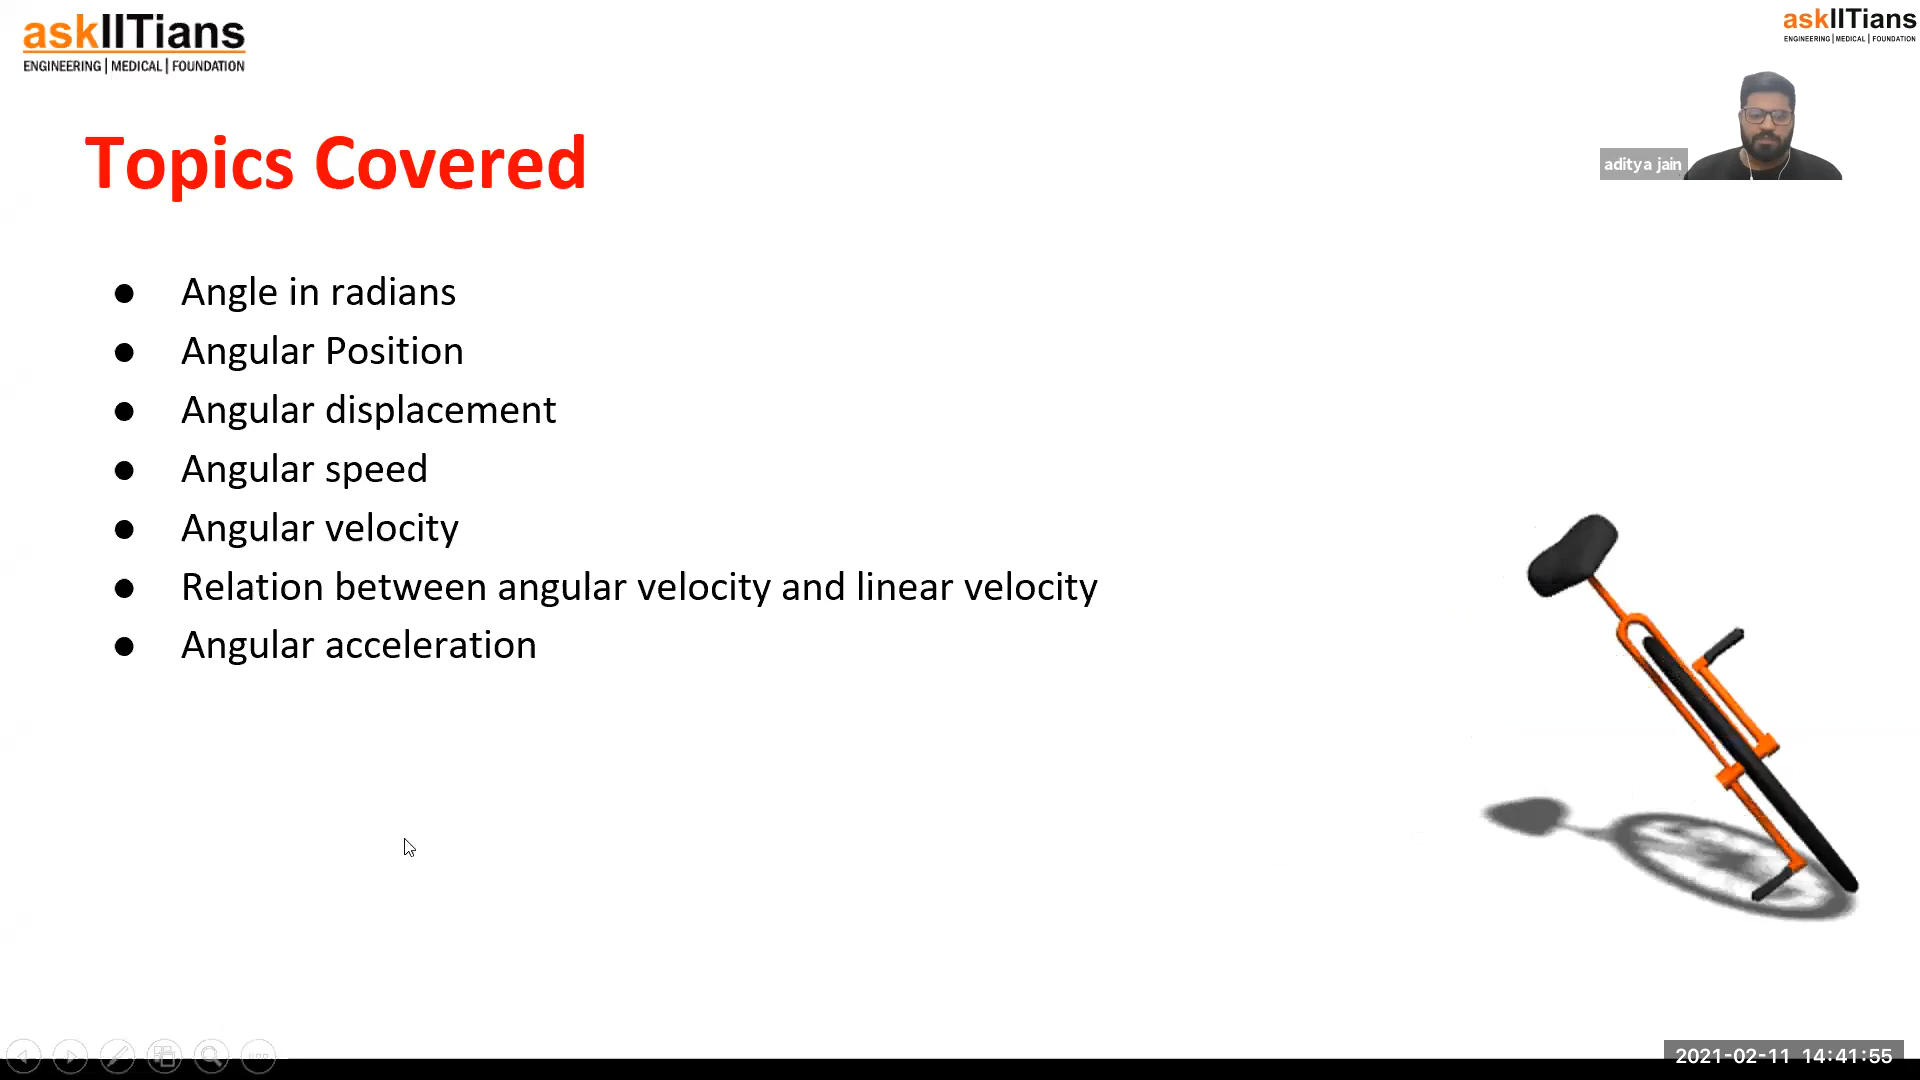 askIITians
ENGINEERING | MEDICAL | FOUNDATION
askIITians
ENGINEERING | MEDICAL | FOUNDATION
aditya jain
Topics Covered
● Angle in radians
● Angular Position
● Angular displacement
● Angular speed
● Angular velocity
● Relation between angular velocity and linear velocity
● Angular acceleration
2021-02-11 14:41:55